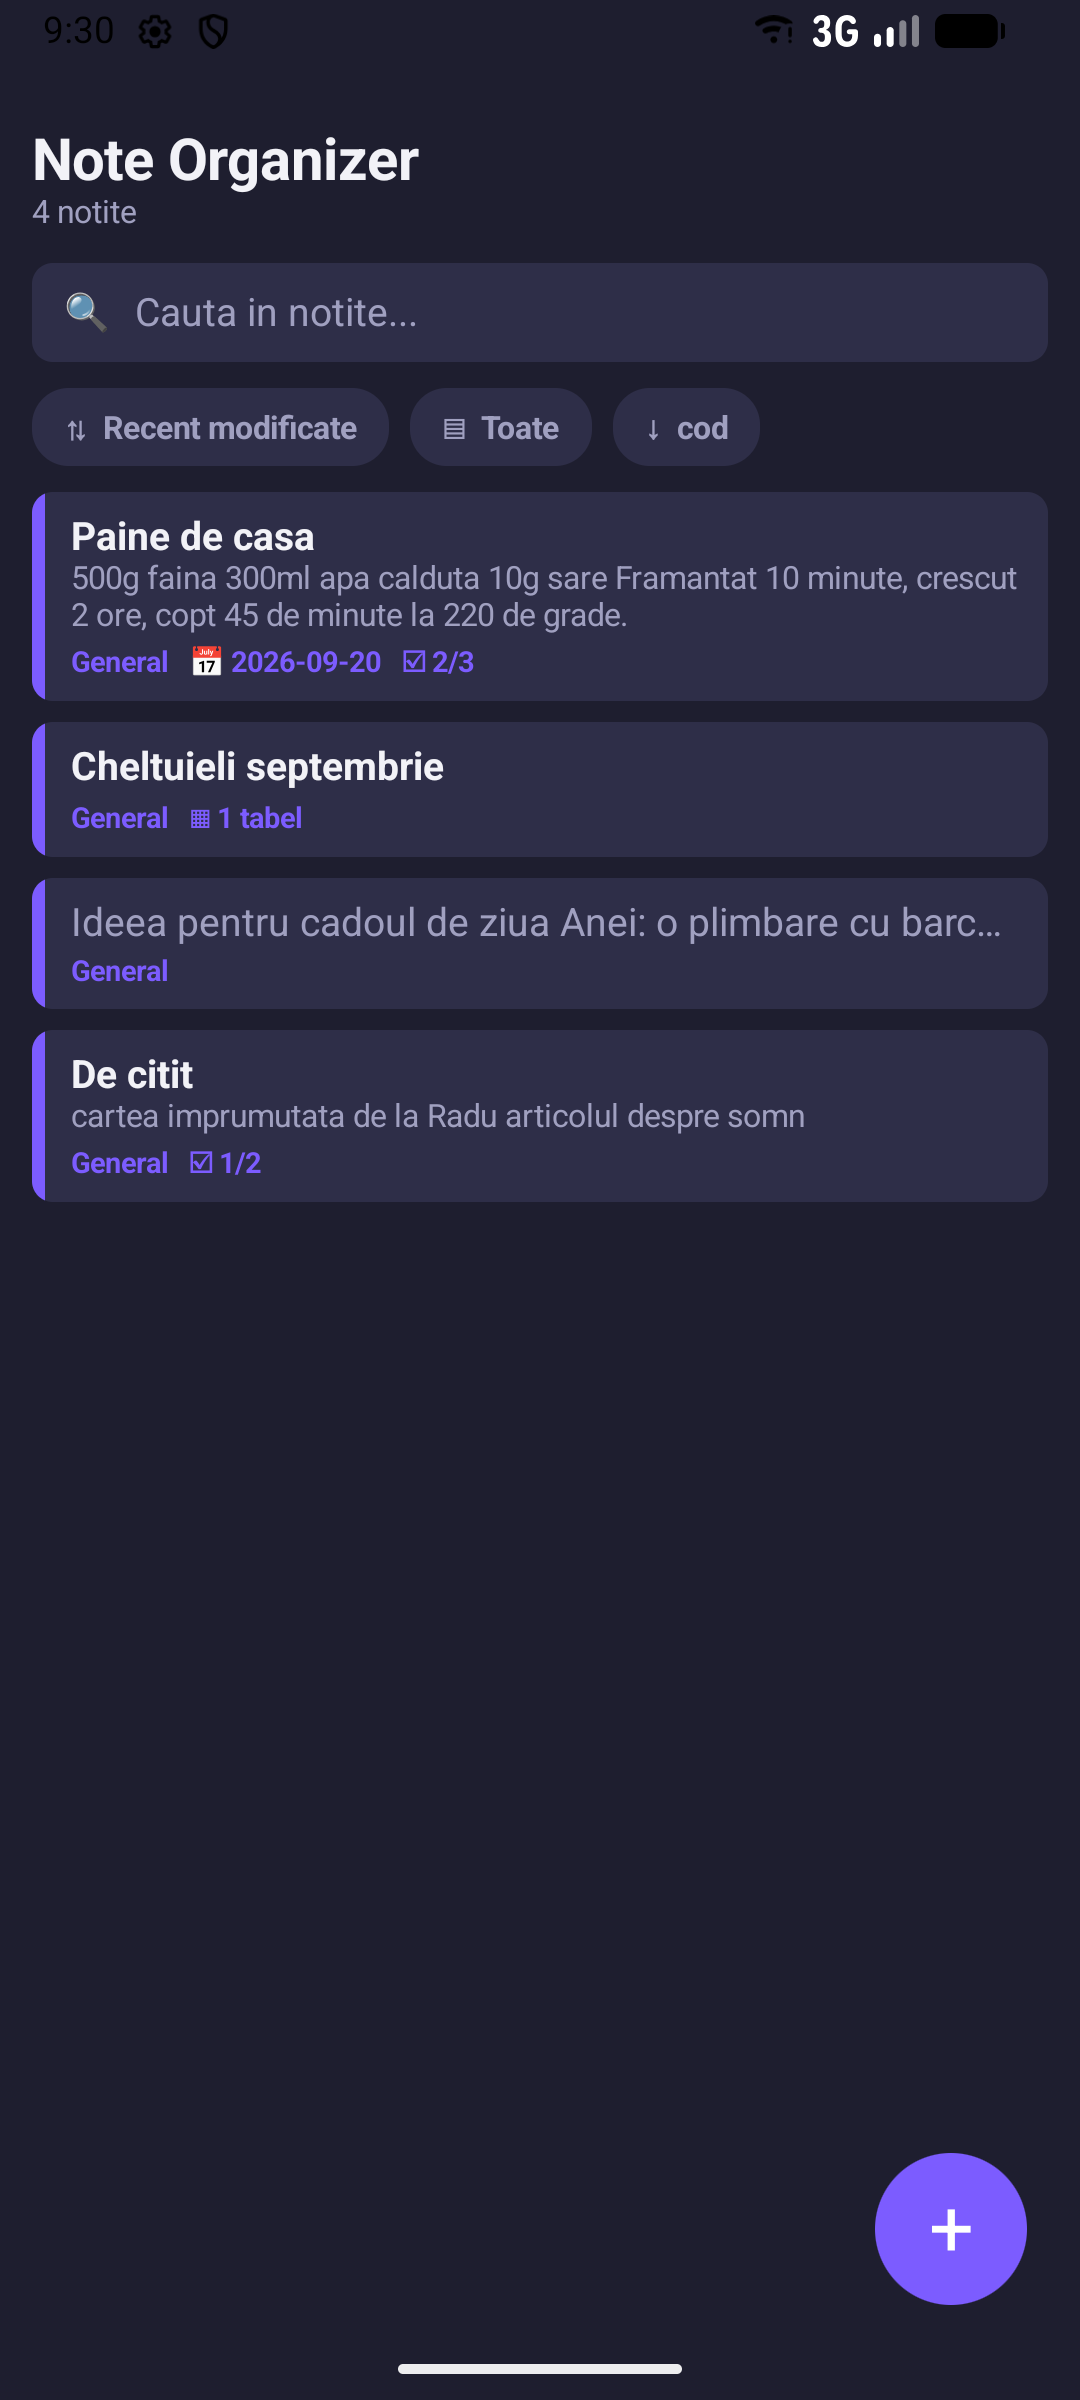 9:30
3G
Note Organizer
4 notite
Cauta in notite...
Recent modificate
Toate
cod
Paine de casa
500g faina 300ml apa calduta 10g sare Framantat 10 minute, crescut
2 ore, copt 45 de minute la 220 de grade.
General 📅 2026-09-20 ☑ 2/3
Cheltuieli septembrie
General ▦ 1 tabel
Ideea pentru cadoul de ziua Anei: o plimbare cu barc...
General
De citit
cartea imprumutata de la Radu articolul despre somn
General ☑ 1/2
+